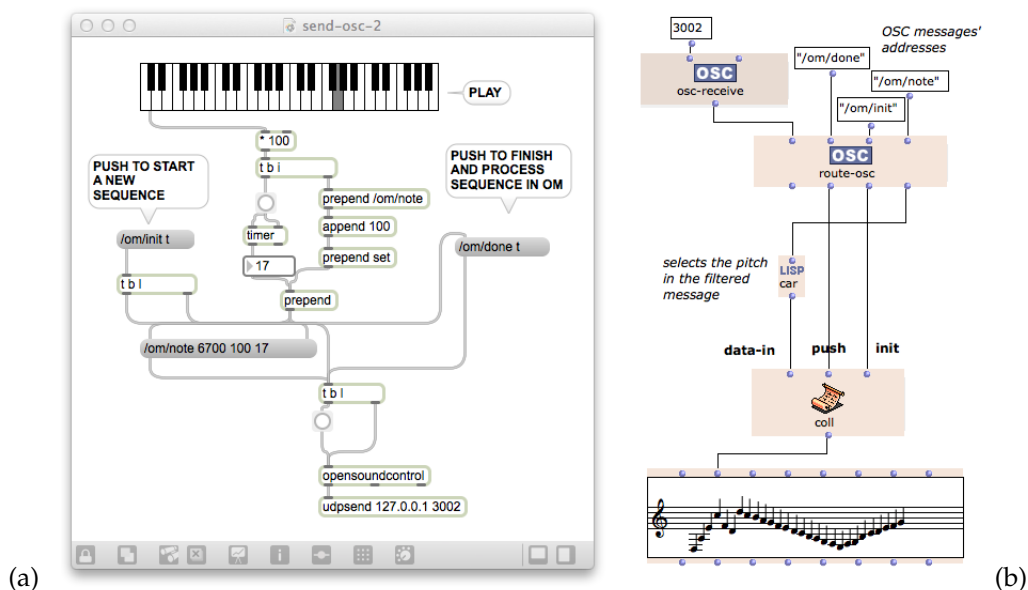 send-osc-2
PLAY
* 100
PUSH TO START
A NEW
SEQUENCE
t b i
PUSH TO FINISH
AND PROCESS
SEQUENCE IN OM
prepend /om/note
append 100
timer
/om/init t
prepend set
/om/done t
17
t b l
prepend
/om/note 6700 100 17
t b l
opensoundcontrol
udpsend 127.0.0.1 3002
(a)
3002
OSC messages'
addresses
"/om/done"
OSC
osc-receive
"/om/note"
"/om/init"
OSC
route-osc
selects the pitch
in the filtered
message
LISP
car
data-in push init
coll
(b)